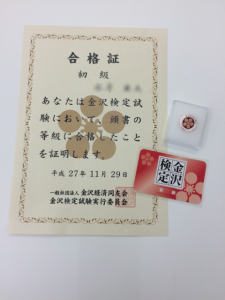 合格証
初級
あなたは金沢検定試
験において、頭書の
等級に合格したこと
を証明します。
平成 27年 11月 29日
一般社団法人 金沢経済同友会
金沢検定試験実行委員会
金沢
検定